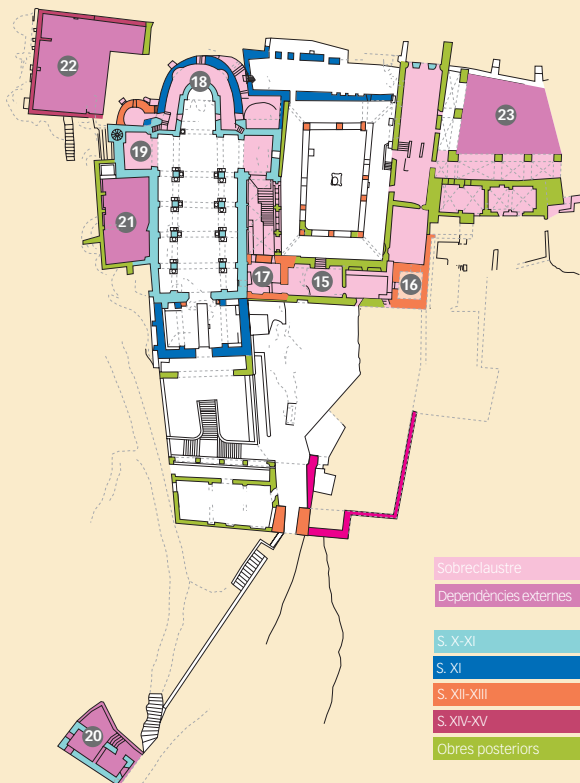 22
18
23
19
21
17
15
16
20
Sobreclaustre
Dependències externes
S. X-XI
S. XI
S. XII-XIII
S. XIV-XV
Obres posteriors